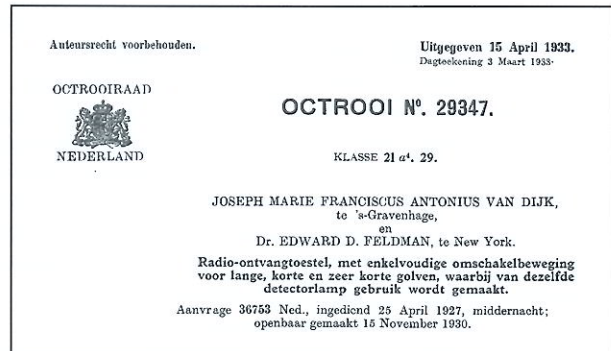 Auteursrecht voorbehouden.
Uitgegeven 15 April 1933.
Dagteekening 3 Maart 1933·
OCTROOIRAAD
NEDERLAND
OCTROOI Nº. 29347.
KLASSE 21 a⁴. 29.
JOSEPH MARIE FRANCISCUS ANTONIUS VAN DIJK,
te 's-Gravenhage,
en
Dr. EDWARD D. FELDMAN, te New York.
Radio-ontvangtoestel, met enkelvoudige omschakelbeweging
voor lange, korte en zeer korte golven, waarbij van dezelfde
detectorlamp gebruik wordt gemaakt.
Aanvrage 36753 Ned., ingediend 25 April 1927, middernacht;
openbaar gemaakt 15 November 1930.